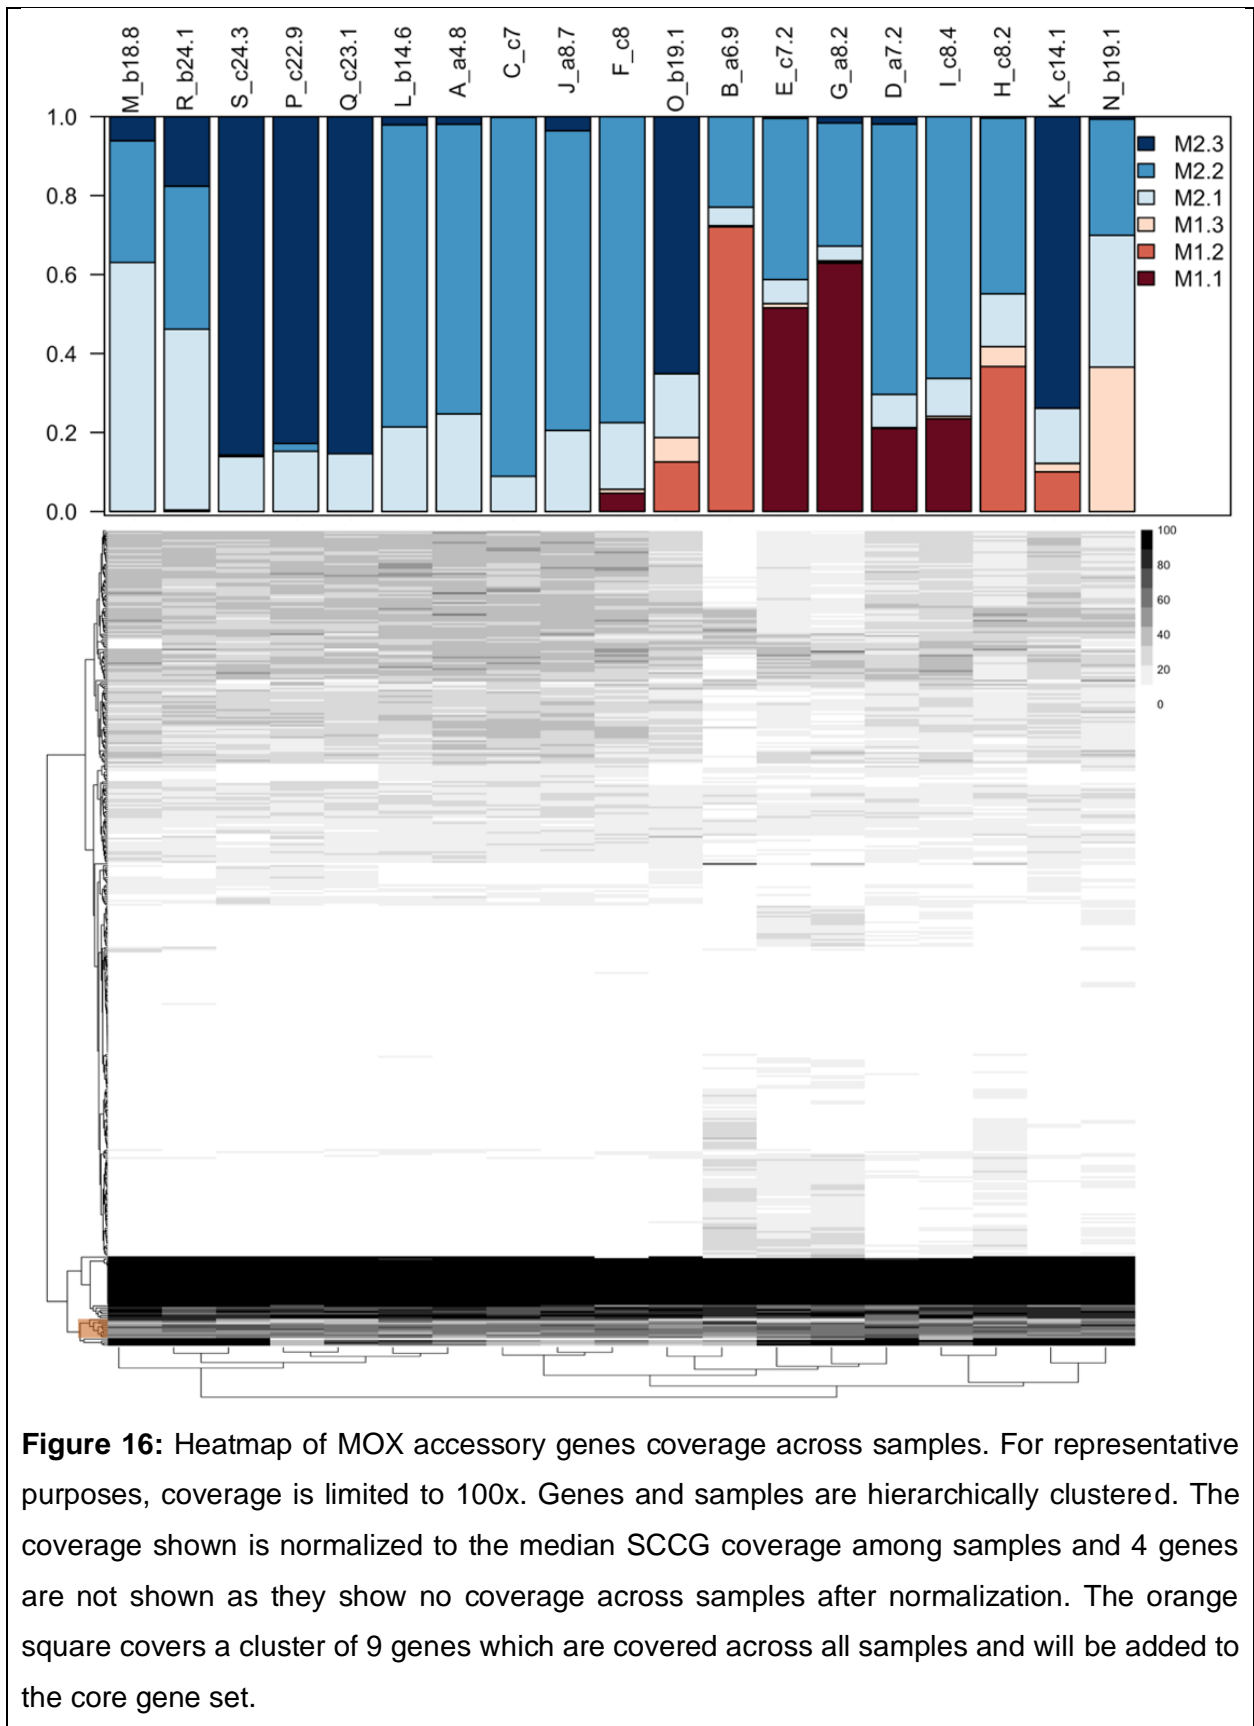 M_b18.8
R_b24.1
S_c24.3
P_c22.9
Q_c23.1
L_b14.6
A_a4.8
C_c7
J_a8.7
F_c8
O_b19.1
B_a6.9
E_c7.2
G_a8.2
D_a7.2
I_c8.4
H_c8.2
K_c14.1
N_b19.1
1.0
0.8
0.6
0.4
0.2
0.0
M2.3
M2.2
M2.1
M1.3
M1.2
M1.1
100
80
60
40
20
0
Figure 16: Heatmap of MOX accessory genes coverage across samples. For representative
purposes, coverage is limited to 100x. Genes and samples are hierarchically clustered. The
coverage shown is normalized to the median SCCG coverage among samples and 4 genes
are not shown as they show no coverage across samples after normalization. The orange
square covers a cluster of 9 genes which are covered across all samples and will be added to
the core gene set.